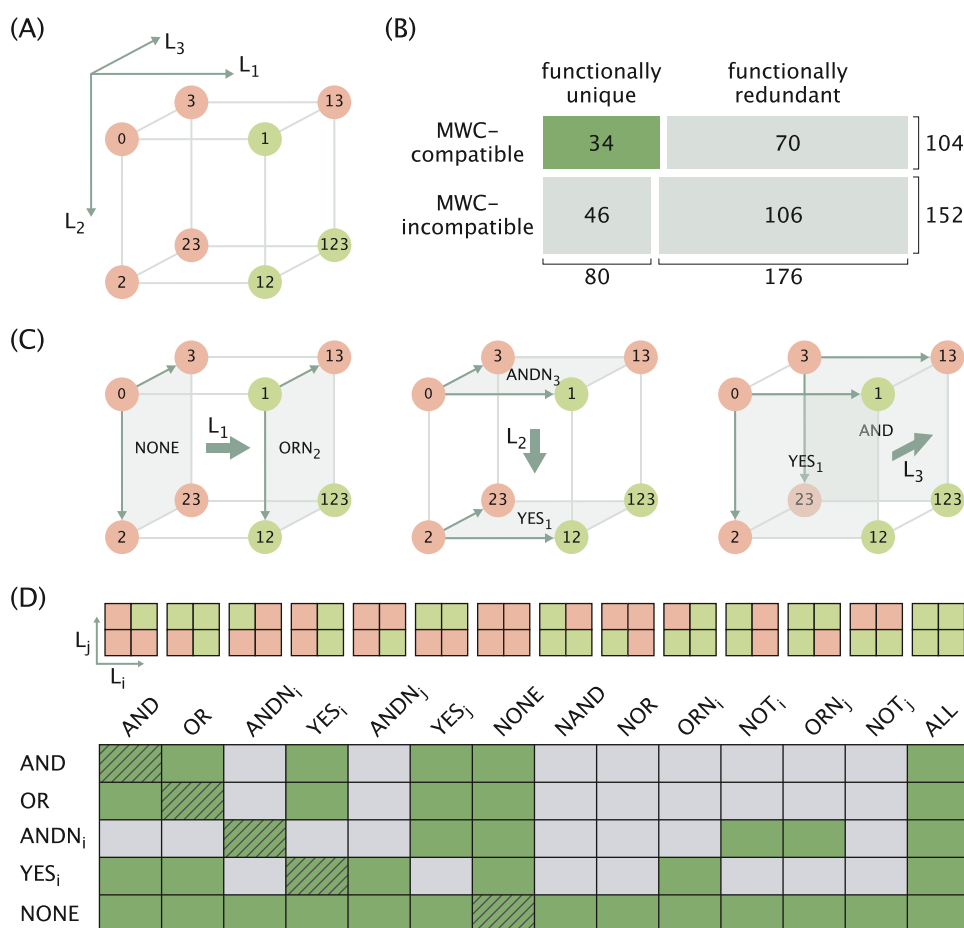 (A)
L3
L1
L2
3
13
0
1
23
123
2
12
(B)
functionally unique
functionally redundant
MWC-compatible
34
70
104
MWC-incompatible
46
106
152
80
176
(C)
3
13
0
1
NONE
L1
ORN2
23
123
2
12
3
13
ANDN3
0
1
L2
23
123
YES1
2
12
3
13
0
1
AND
YES1
L3
23
123
2
12
(D)
Lj
Li
AND
OR
ANDNi
YESi
ANDNj
YESj
NONE
NAND
NOR
ORNi
NOTi
ORNj
NOTj
ALL
AND
OR
ANDNi
YESi
NONE